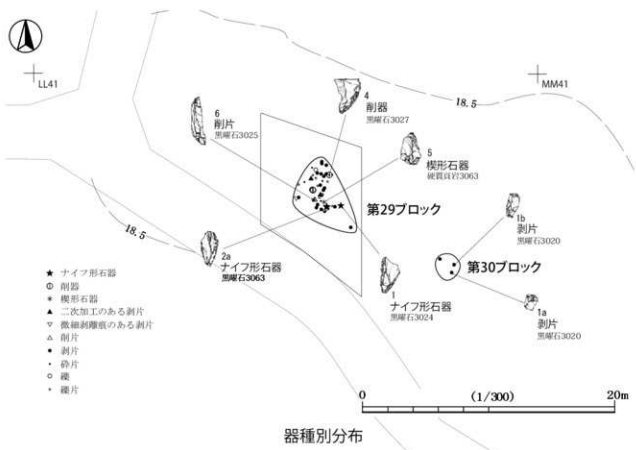 LL41
MM41
18.5
4
削器
黒曜石3027
6
削片
黒曜石3025
5
楔形石器
硬質頁岩3063
第29ブロック
1b
剥片
黒曜石3020
18.5
2a
ナイフ形石器
黒曜石3063
第30ブロック
1
ナイフ形石器
黒曜石3024
1a
剥片
黒曜石3020
★ ナイフ形石器
削器
楔形石器
▲ 二次加工のある剥片
▽ 微細剥離痕のある剥片
△ 削片
● 剥片
・ 砕片
○ 礫
礫片
0 (1/300) 20m
器種別分布